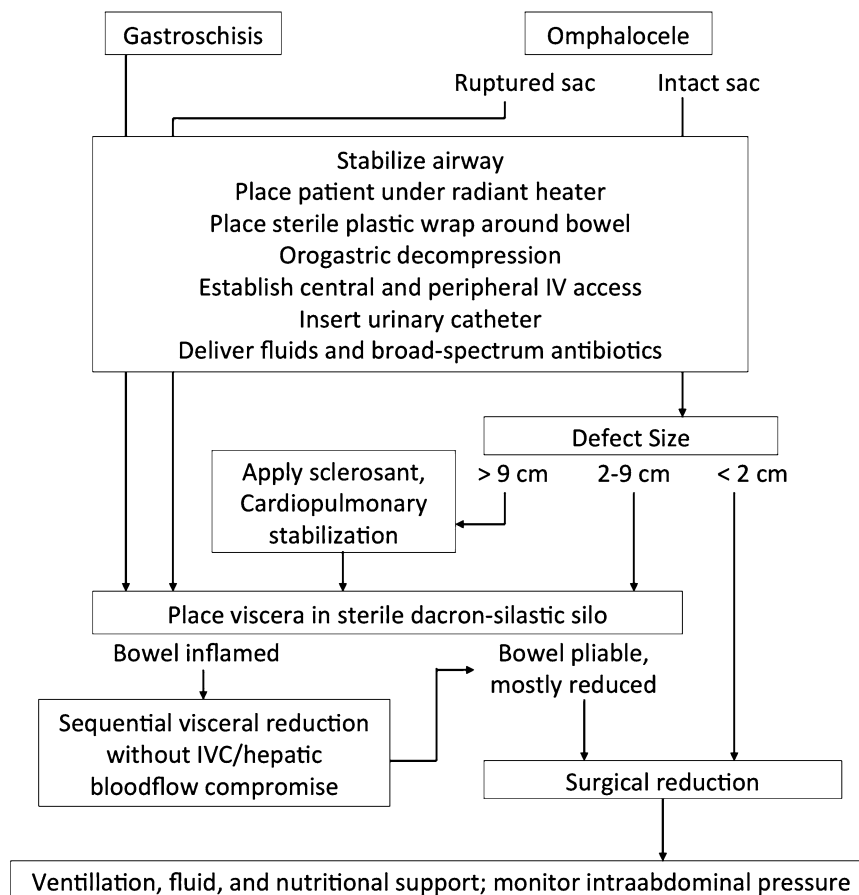 Gastroschisis
Omphalocele
Ruptured sac
Intact sac
Stabilize airway
Place patient under radiant heater
Place sterile plastic wrap around bowel
Orogastric decompression
Establish central and peripheral IV access
Insert urinary catheter
Deliver fluids and broad-spectrum antibiotics
Defect Size
> 9 cm
2-9 cm
< 2 cm
Apply sclerosant,
Cardiopulmonary
stabilization
Place viscera in sterile dacron-silastic silo
Bowel inflamed
Bowel pliable,
mostly reduced
Sequential visceral reduction
without IVC/hepatic
bloodflow compromise
Surgical reduction
Ventillation, fluid, and nutritional support; monitor intraabdominal pressure